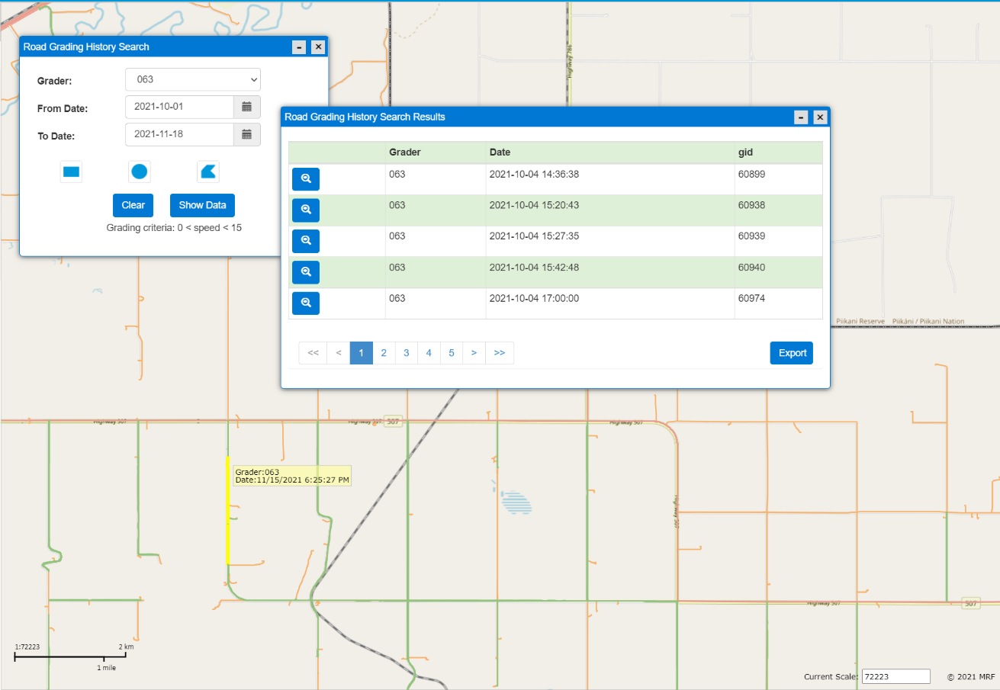 Highway 786
Road Grading History Search
Grader:
063
From Date:
2021-10-01
To Date:
2021-11-18
Clear
Show Data
Grading criteria: 0 < speed < 15
Road Grading History Search Results
Grader Date gid
063 2021-10-04 14:36:38 60899
063 2021-10-04 15:20:43 60938
063 2021-10-04 15:27:35 60939
063 2021-10-04 15:42:48 60940
063 2021-10-04 17:00:00 60974
<< < 1 2 3 4 5 > >>
Export
Piikani Reserve Piikáni / Piikani Nation
Highway 507
Highway 507
507
Highway 507
Grader:063
Date:11/15/2021 6:25:27 PM
Highway 507
Highway 507
507
1:72223
2 km
1 mile
Current Scale: 72223
© 2021 MRF